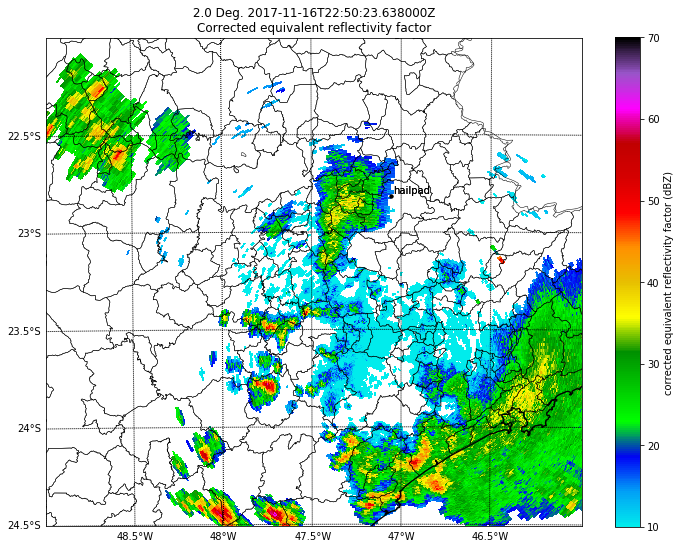 2.0 Deg. 2017-11-16T22:50:23.638000Z
Corrected equivalent reflectivity factor
70
60
50
40
30
20
10
corrected equivalent reflectivity factor (dBZ)
22.5°S
23°S
23.5°S
24°S
24.5°S
hailpad
48.5°W
48°W
47.5°W
47°W
46.5°W